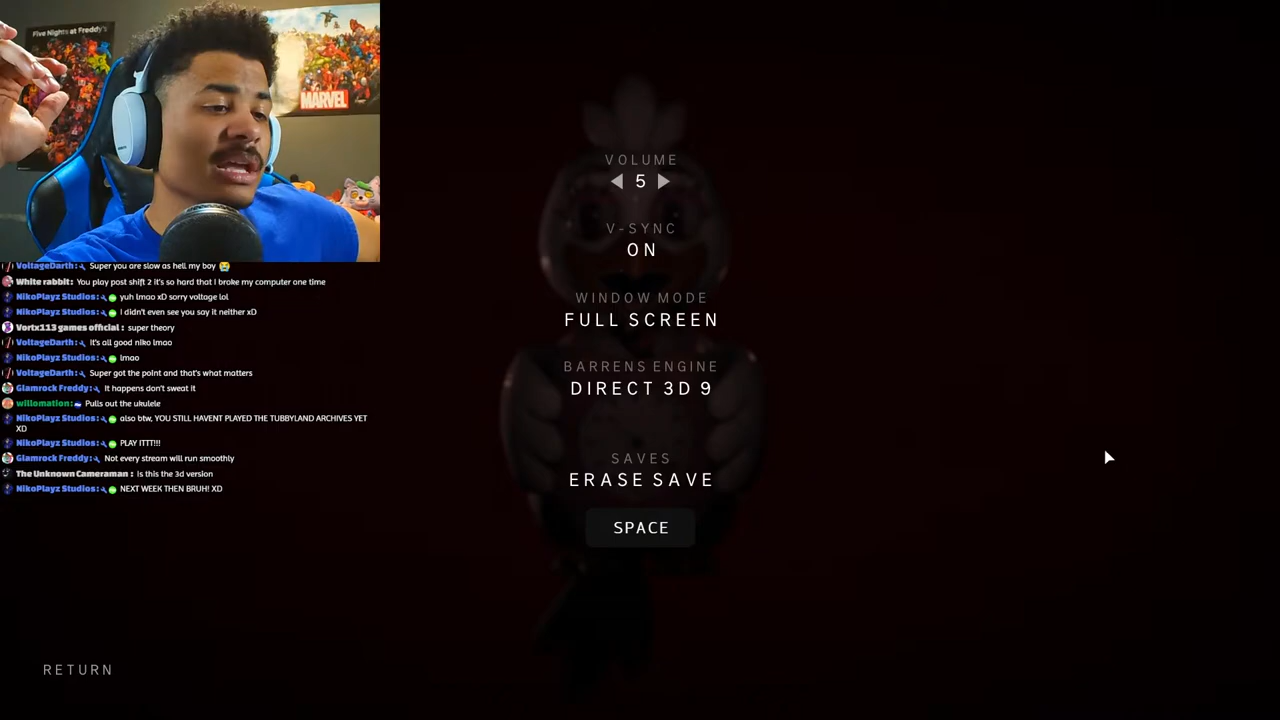 Five Nights at Freddy's
MARVEL
VoltageDarth: Super you are slow as hell my boy 😭
White rabbit: You play post shift 2 it's so hard that I broke my computer one time
NikoPlayz Studios: yuh lmao xD sorry voltage lol
NikoPlayz Studios: I didn't even see you say it neither xD
Vortx113 games official : super theory
VoltageDarth: It's all good niko lmao
NikoPlayz Studios: lmao
VoltageDarth: Super got the point and that's what matters
Glamrock Freddy: It happens don't sweat it
willomation: Pulls out the ukulele
NikoPlayz Studios: also btw, YOU STILL HAVENT PLAYED THE TUBBYLAND ARCHIVES YET
XD
NikoPlayz Studios: PLAY ITTT!!!
Glamrock Freddy: Not every stream will run smoothly
The Unknown Cameraman : Is this the 3d version
NikoPlayz Studios: NEXT WEEK THEN BRUH! XD
VOLUME
5
V-SYNC
ON
WINDOW MODE
FULL SCREEN
BARRENS ENGINE
DIRECT 3D 9
SAVES
ERASE SAVE
SPACE
RETURN